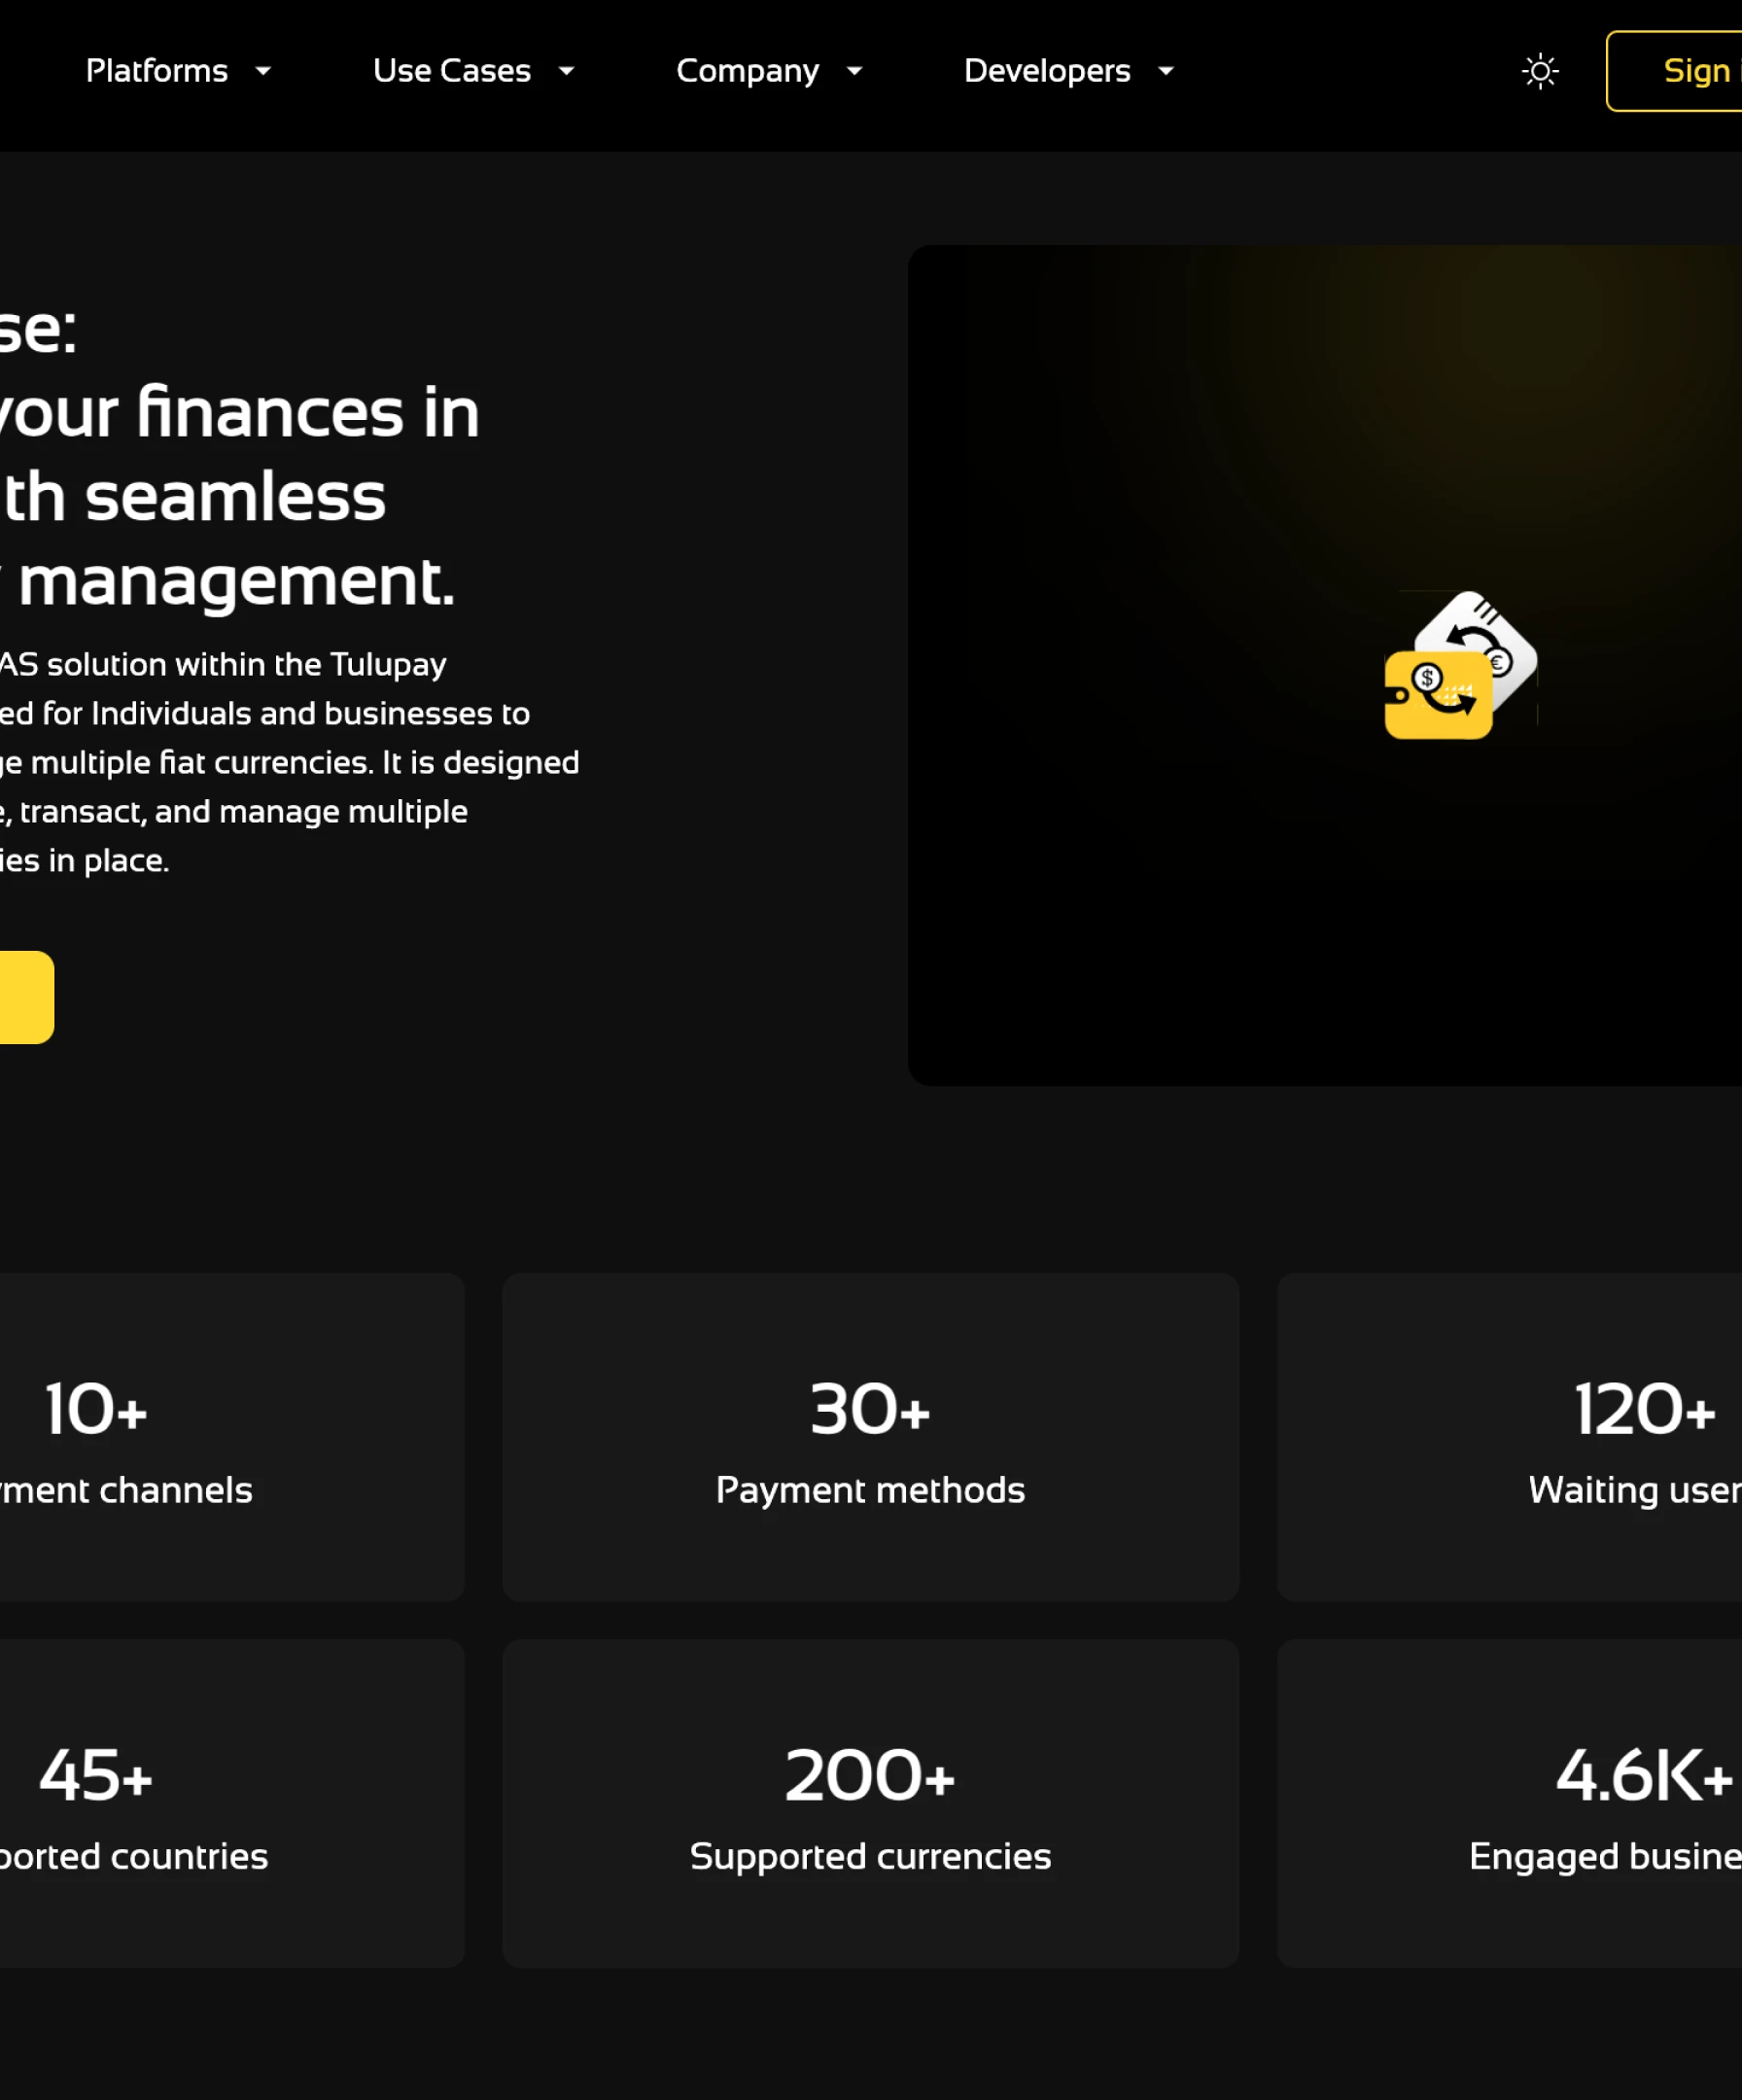 Platforms Use Cases Company Developers Sign
se:
your finances in
th seamless
management.
AS solution within the Tulupay
ed for Individuals and businesses to
ge multiple fiat currencies. It is designed
e, transact, and manage multiple
ies in place.
$ €
10+ 30+ 120+
yment channels Payment methods Waiting user
45+ 200+ 4.6K+
ported countries Supported currencies Engaged busine